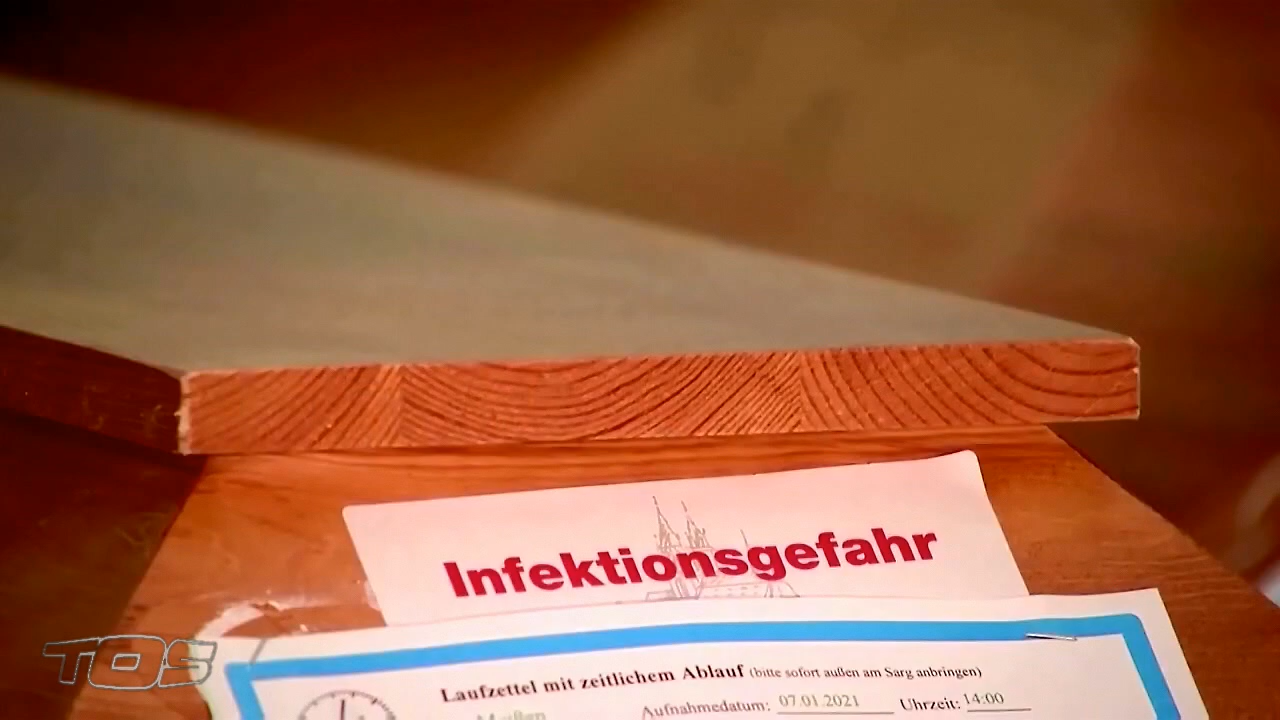 Infektionsgefahr
Laufzettel mit zeitlichem Ablauf (bitte sofort außen am Sarg anbringen)
Meißen Aufnahmedatum: 07.01.2021 Uhrzeit: 14:00
TOS